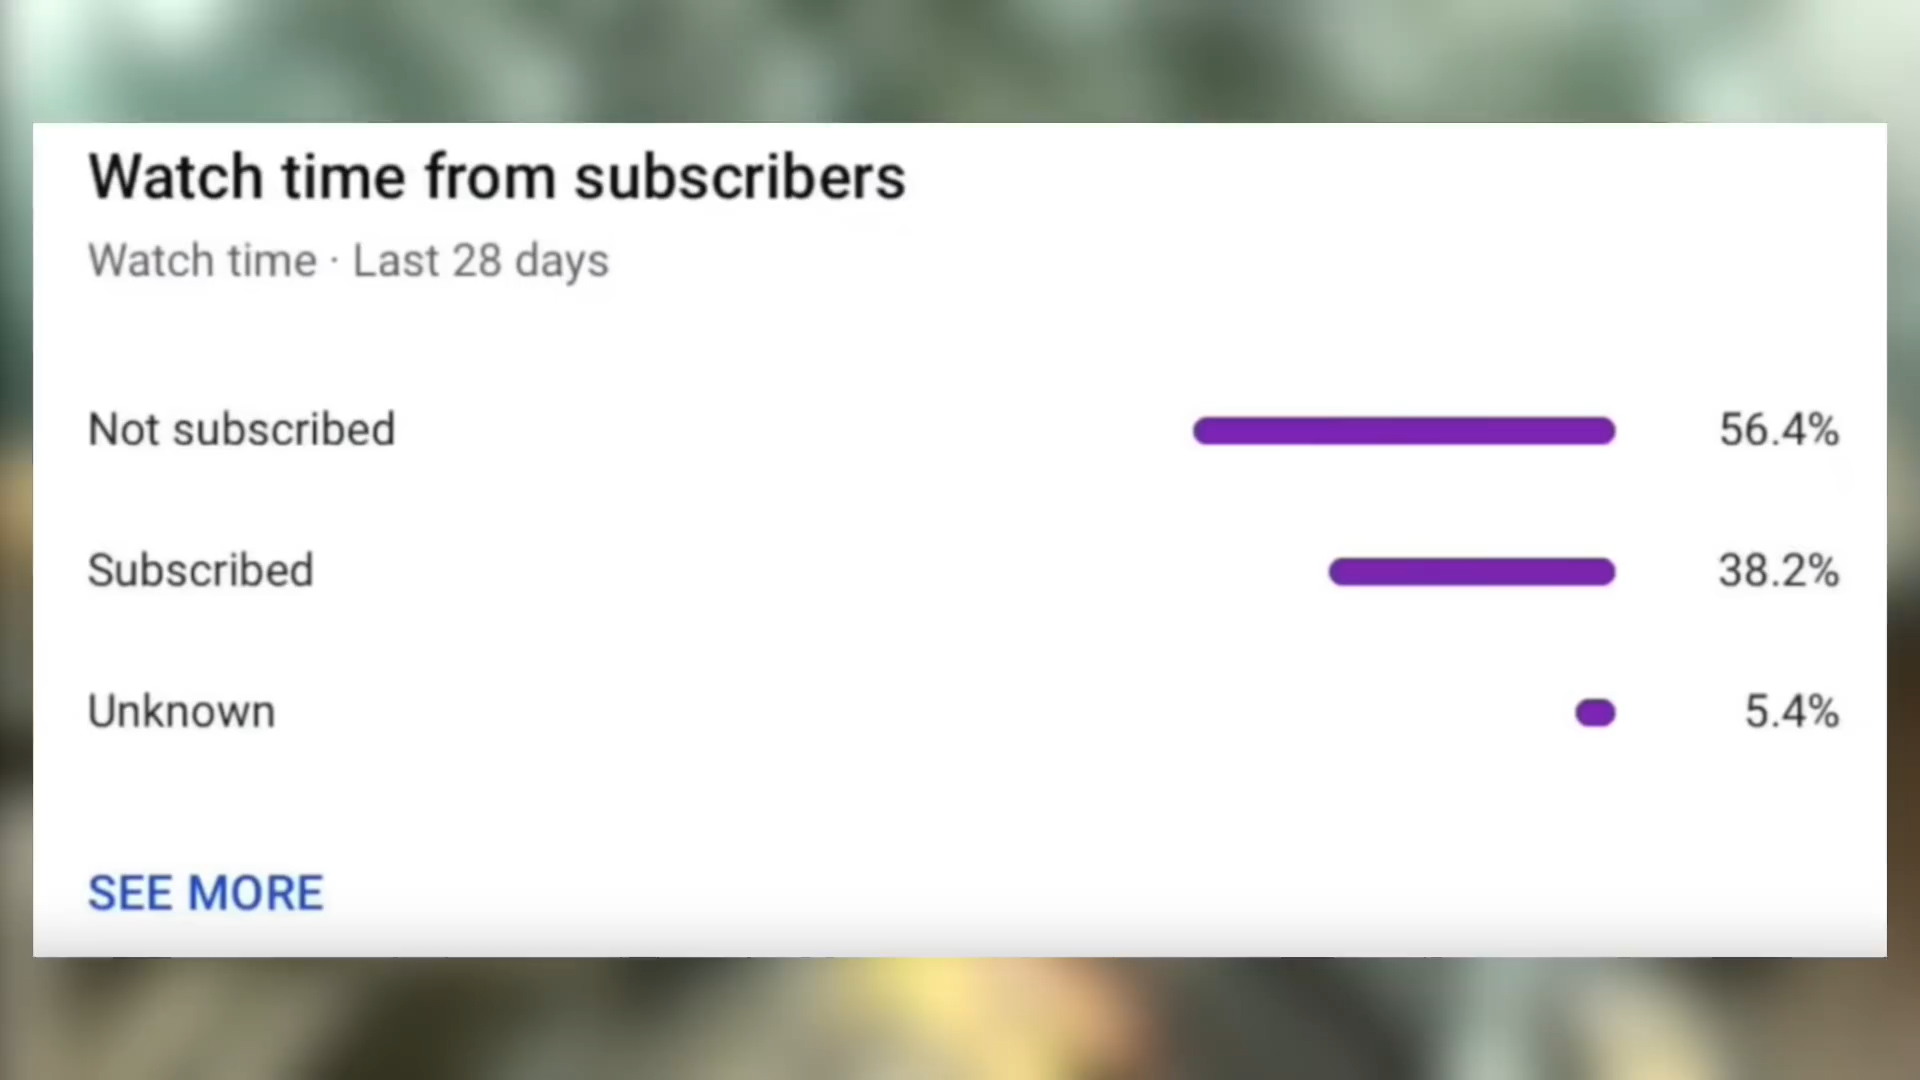 Watch time from subscribers
Watch time · Last 28 days
Not subscribed 56.4%
Subscribed 38.2%
Unknown 5.4%
SEE MORE